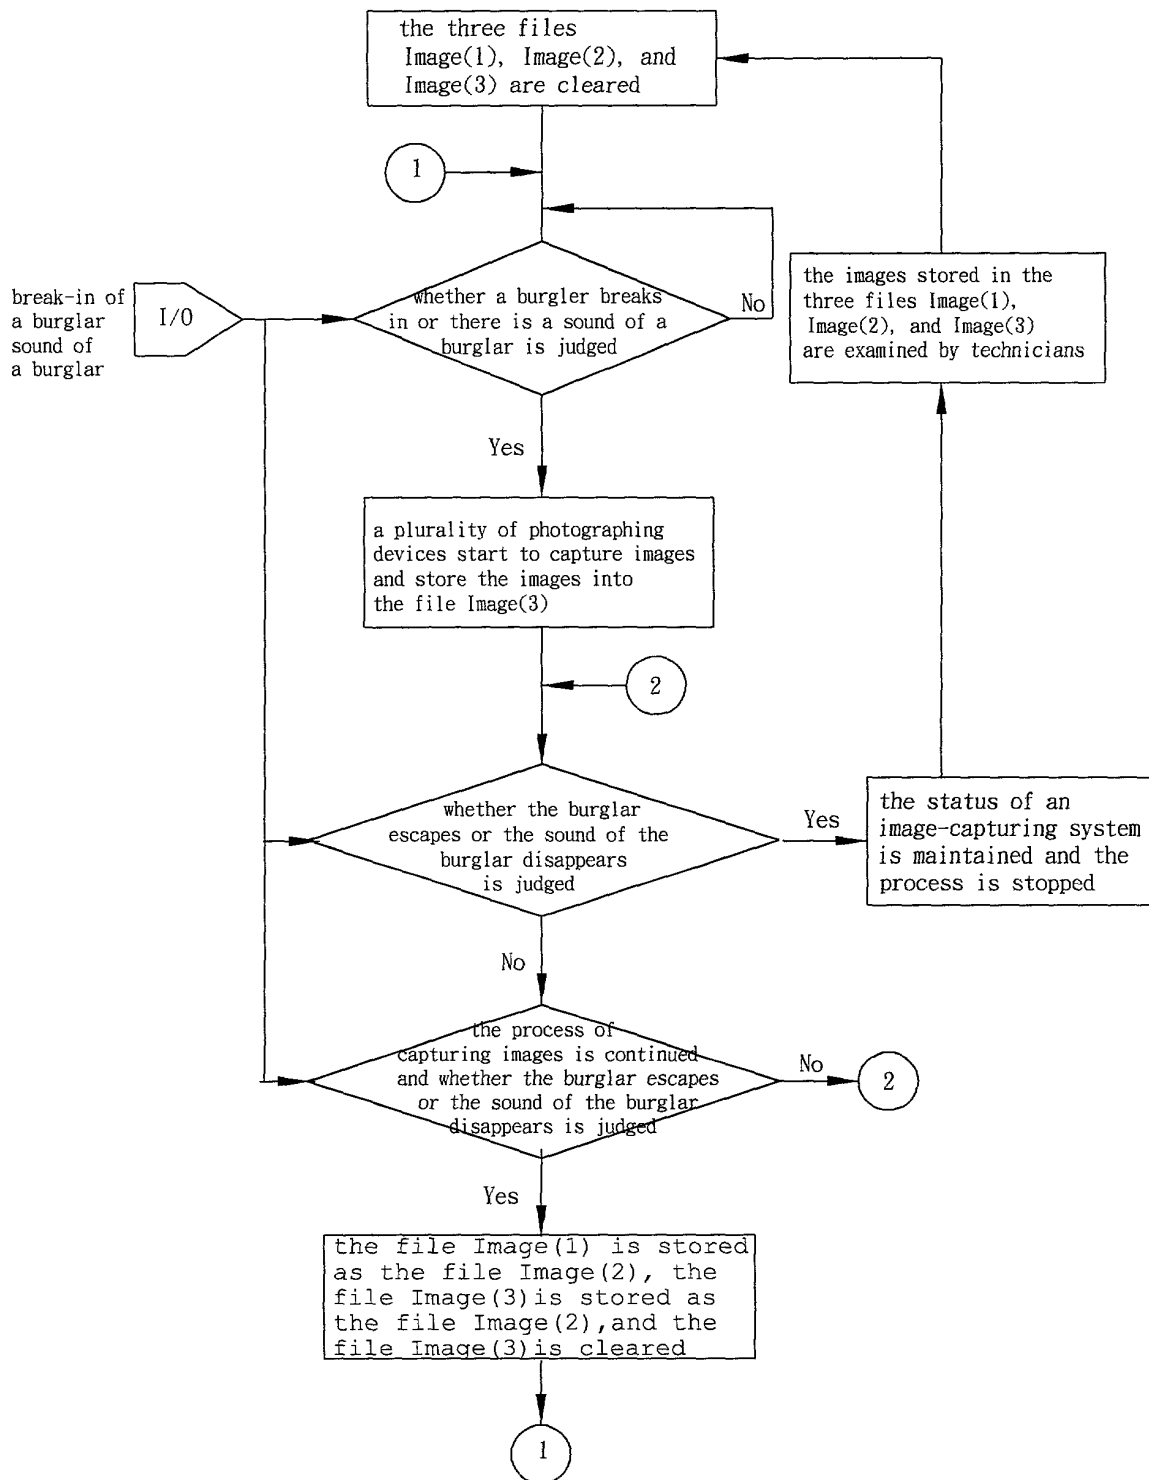 the three files
Image(1), Image(2), and
Image(3) are cleared
1
break-in of
a burglar
sound of
a burglar
I/O
whether a burgler breaks
in or there is a sound of a
burglar is judged
No
the images stored in the
three files Image(1),
Image(2), and Image(3)
are examined by technicians
Yes
a plurality of photographing
devices start to capture images
and store the images into
the file Image(3)
2
whether the burglar
escapes or the sound of the
burglar disappears
is judged
Yes
the status of an
image-capturing system
is maintained and the
process is stopped
No
the process of
capturing images is continued
and whether the burglar escapes
or the sound of the burglar
disappears is judged
No
2
Yes
the file Image(1) is stored
as the file Image(2), the
file Image(3)is stored as
the file Image(2),and the
file Image(3)is cleared
1